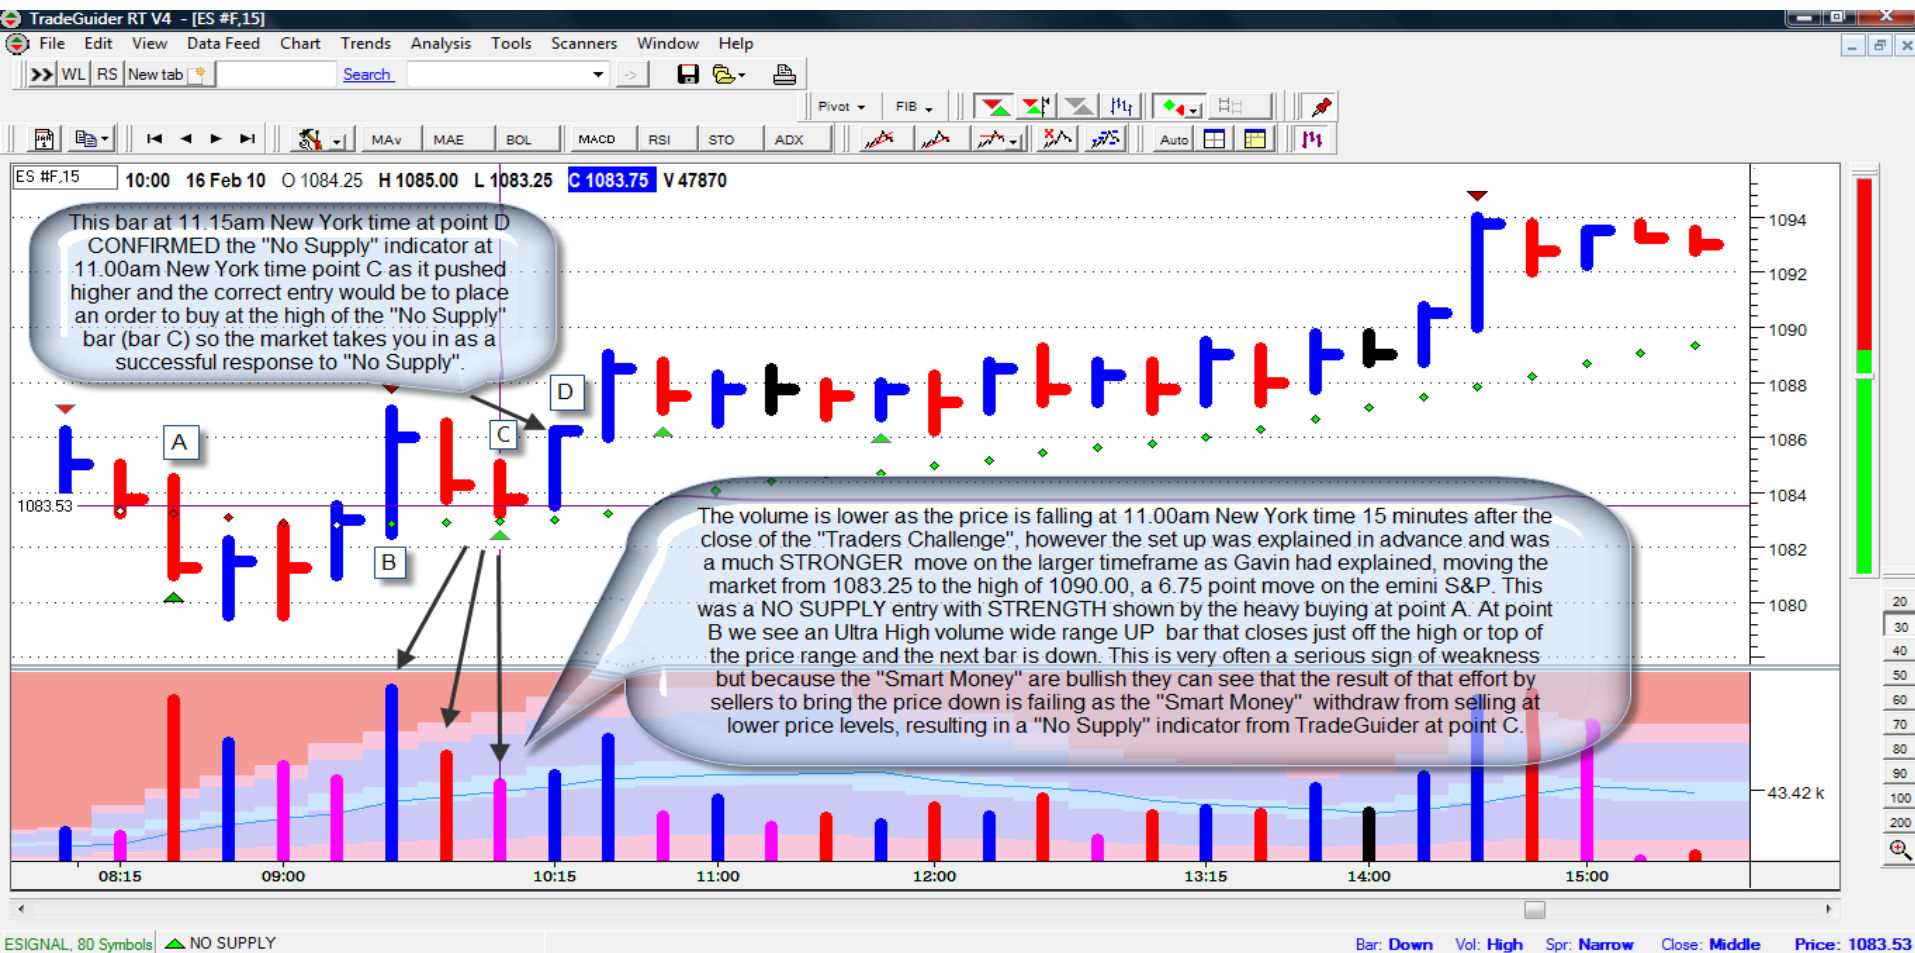 TradeGuider RT V4 - [ES #F,15]
File Edit View Data Feed Chart Trends Analysis Tools Scanners Window Help
WL RS New tab Search
Pivot FIB
MAv MAE BOL MACD RSI STO ADX Auto
ES #F,15 10:00 16 Feb 10 O 1084.25 H 1085.00 L 1083.25 C 1083.75 V 47870
This bar at 11.15am New York time at point D
CONFIRMED the "No Supply" indicator at
11.00am New York time point C as it pushed
higher and the correct entry would be to place
an order to buy at the high of the "No Supply"
bar (bar C) so the market takes you in as a
successful response to "No Supply".
1094
1092
1090
1088
1086
1084
1082
1080
A
B
C
D
1083.53
The volume is lower as the price is falling at 11.00am New York time 15 minutes after the
close of the "Traders Challenge", however the set up was explained in advance and was
a much STRONGER move on the larger timeframe as Gavin had explained, moving the
market from 1083.25 to the high of 1090.00, a 6.75 point move on the emini S&P. This
was a NO SUPPLY entry with STRENGTH shown by the heavy buying at point A. At point
B we see an Ultra High volume wide range UP bar that closes just off the high or top of
the price range and the next bar is down. This is very often a serious sign of weakness
but because the "Smart Money" are bullish they can see that the result of that effort by
sellers to bring the price down is failing as the "Smart Money" withdraw from selling at
lower price levels, resulting in a "No Supply" indicator from TradeGuider at point C.
43.42 k
20
30
40
50
60
70
80
90
100
200
08:15 09:00 10:15 11:00 12:00 13:15 14:00 15:00
ESIGNAL, 80 Symbols NO SUPPLY Bar: Down Vol: High Spr: Narrow Close: Middle Price: 1083.53